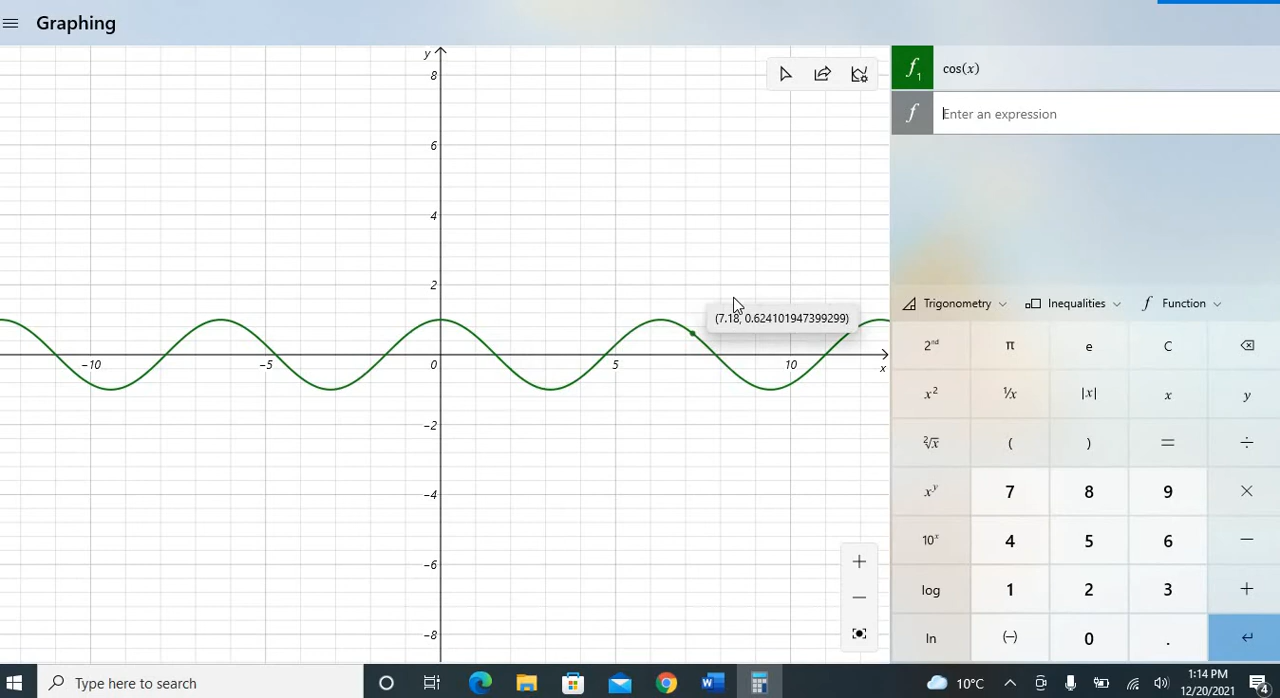 Graphing
y
8
6
4
2
-10
-5
0
5
10
x
-2
-4
-6
-8
(7.18, 0.624101947399299)
f1 cos(x)
f Enter an expression
Trigonometry
Inequalities
f Function
2nd π e C
x² ¹/x |x| x y
²√x ( ) = ÷
xʸ 7 8 9 ×
10ˣ 4 5 6 −
log 1 2 3 +
ln (−) 0 .
Type here to search
10°C
1:14 PM
12/20/2021